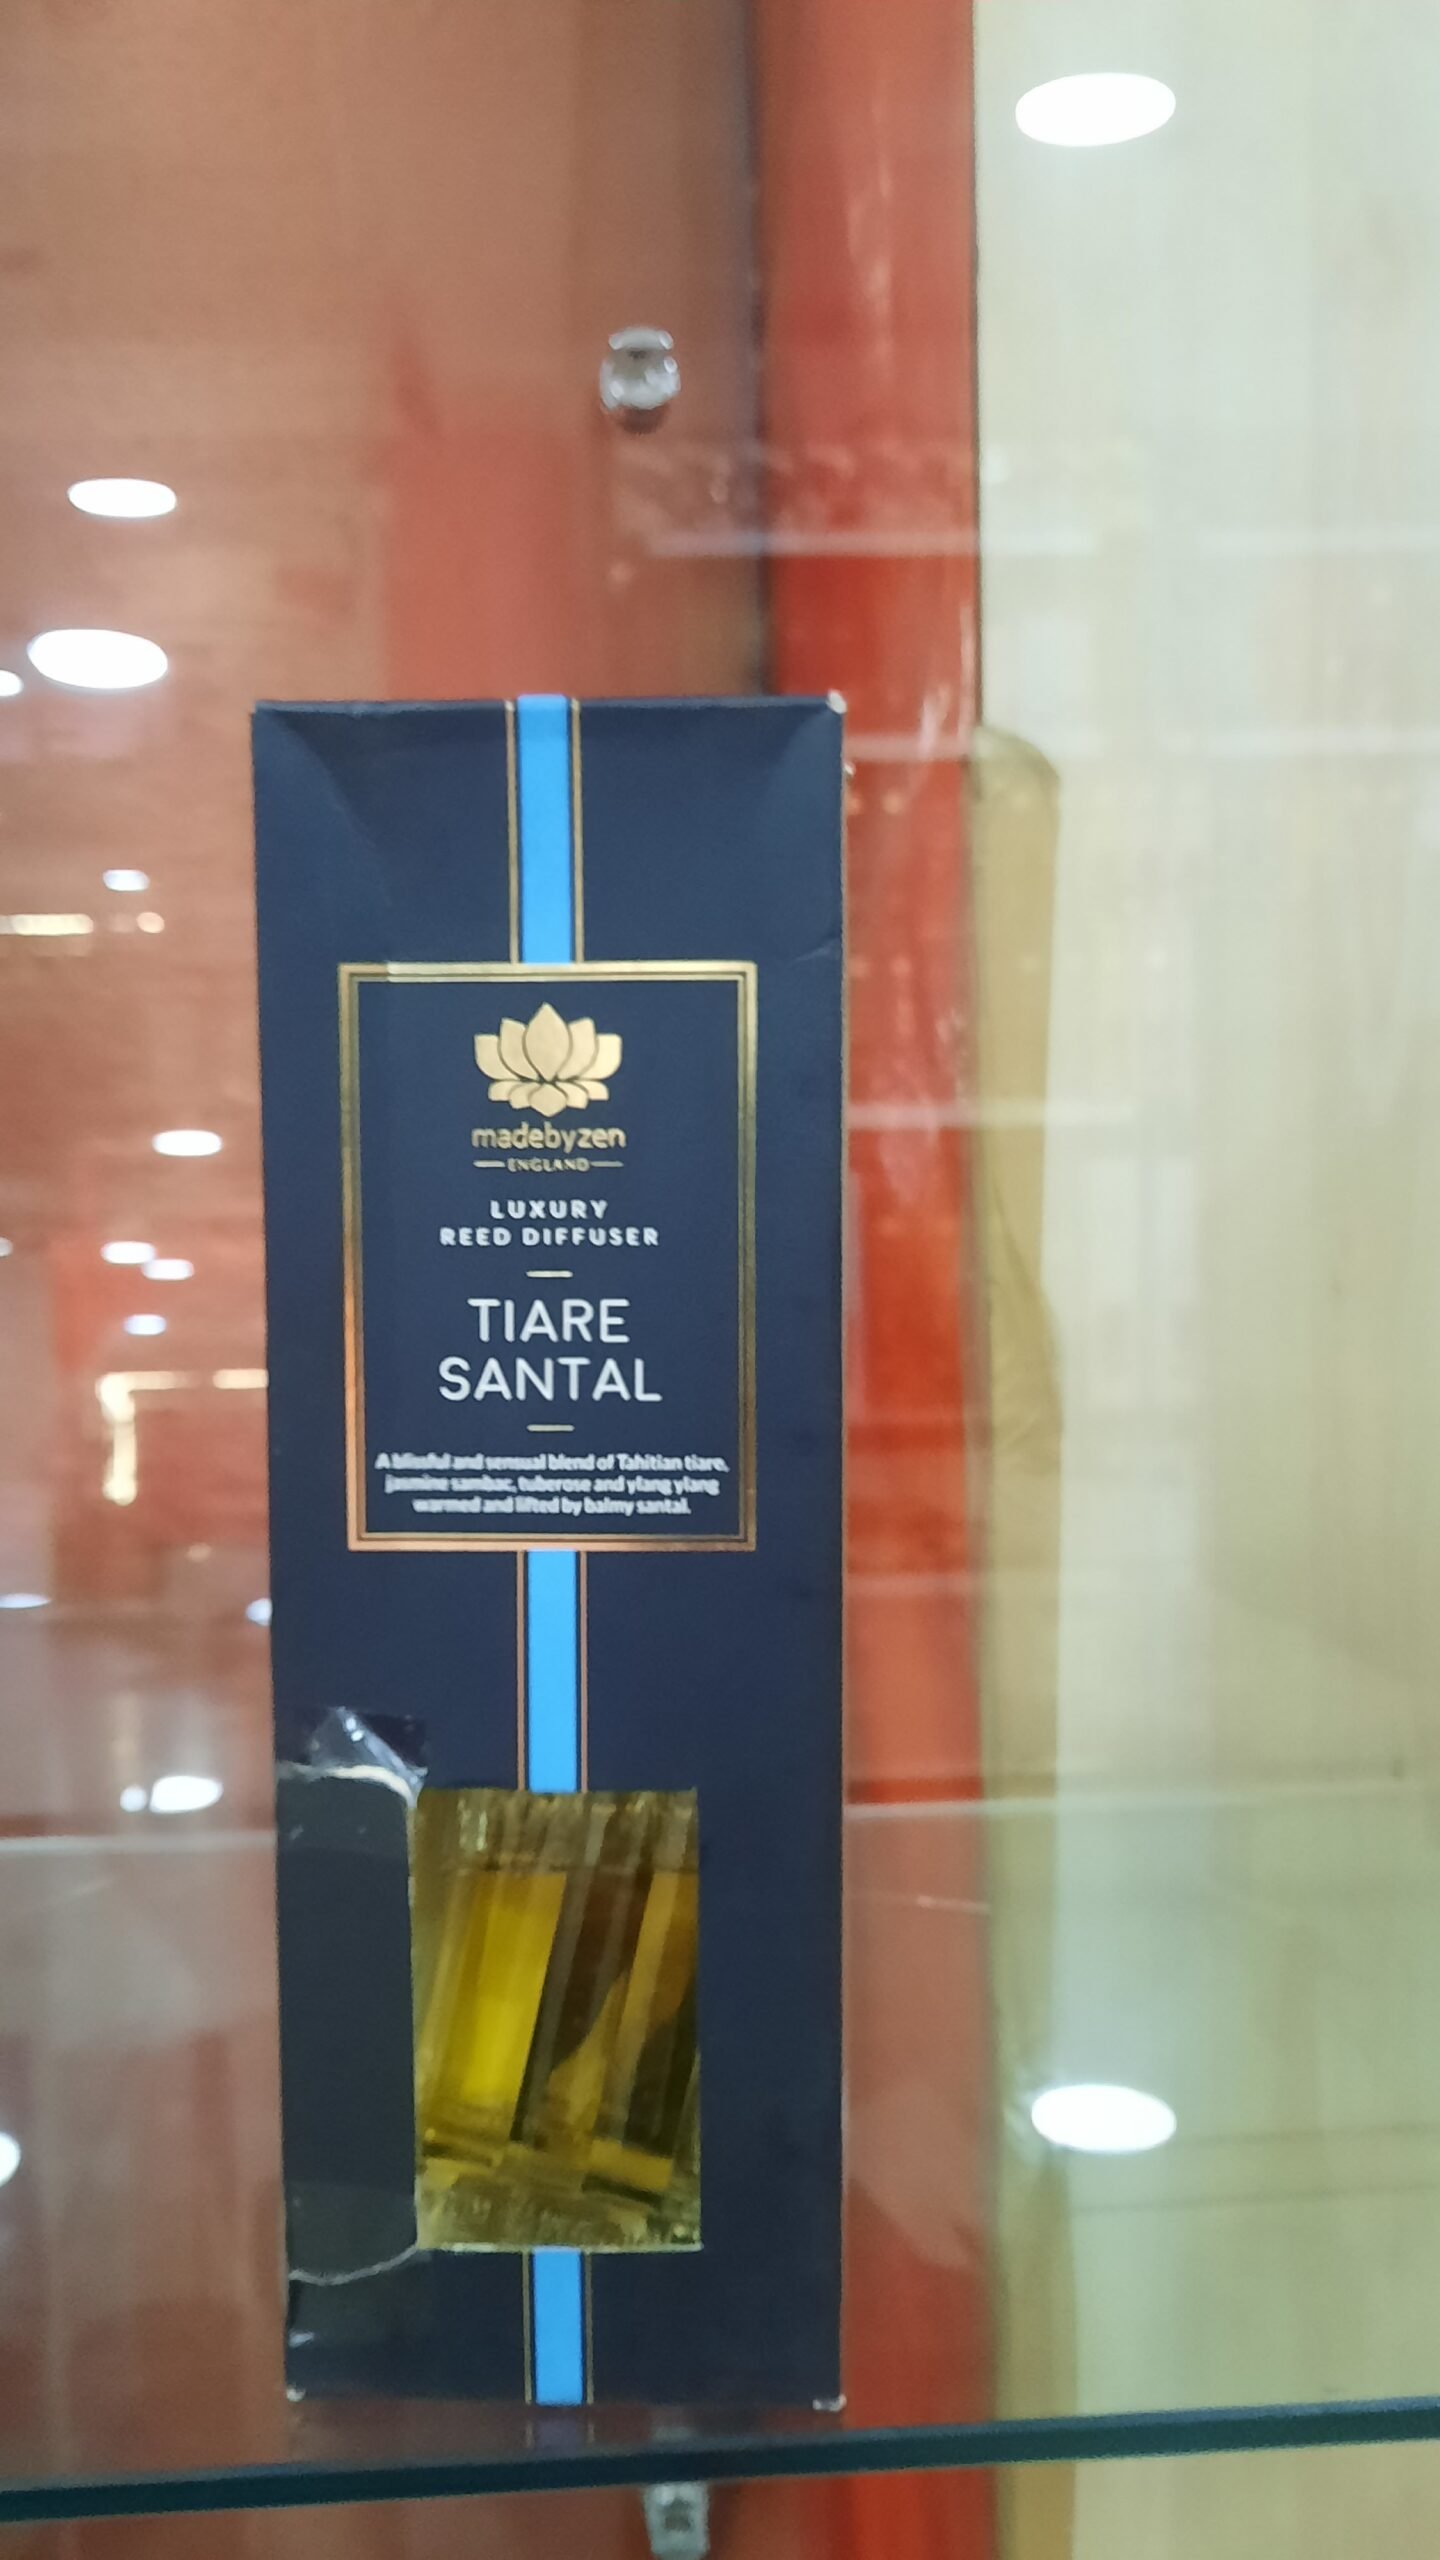 madebyzen
ENGLAND
LUXURY
REED DIFFUSER
TIARE
SANTAL
A blissful and sensual blend of Tahitian tiare,
jasmine sambac, tuberose and ylang ylang
warmed and lifted by balmy santal.